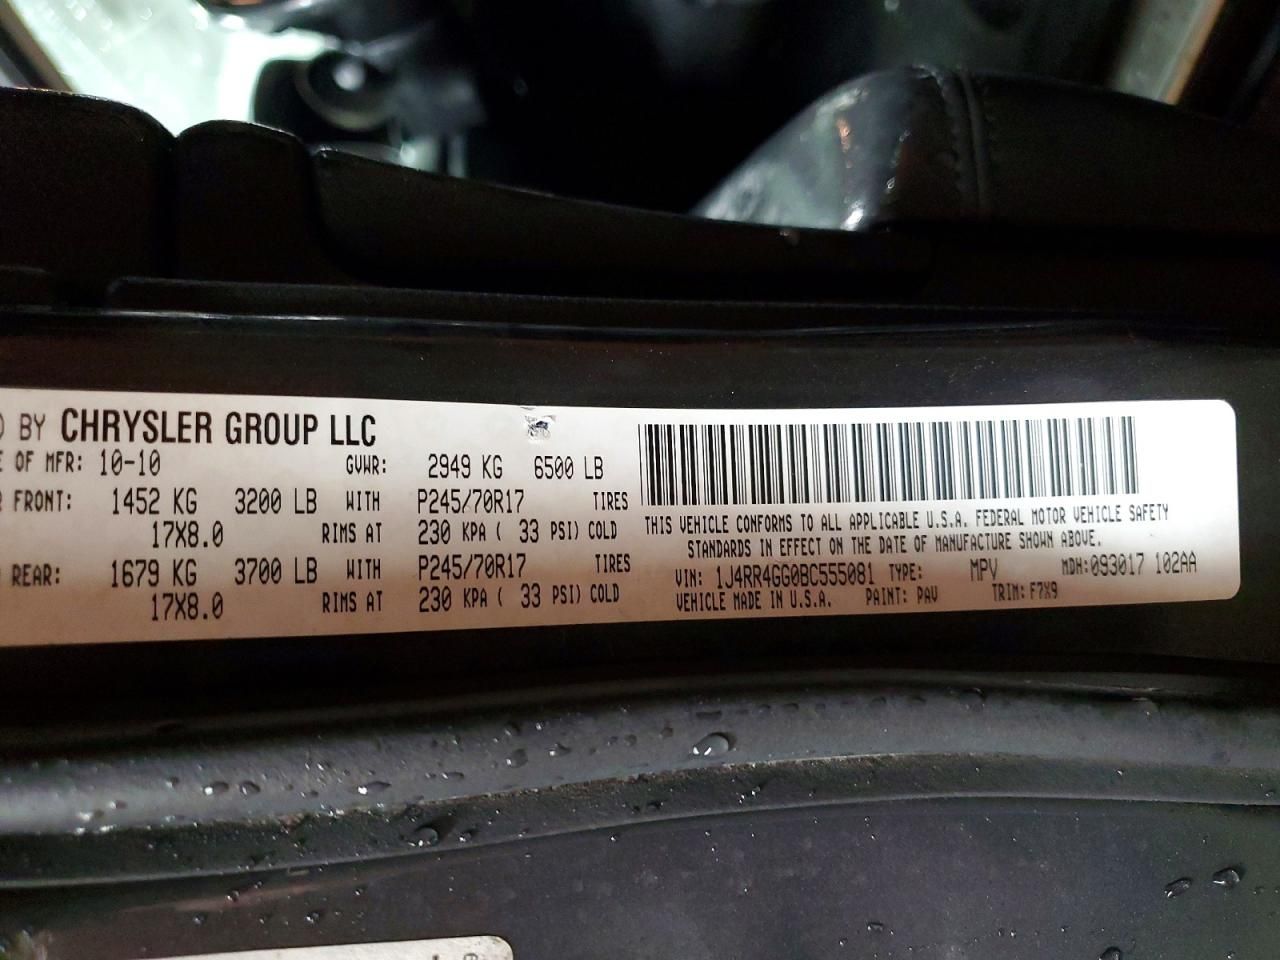 BY CHRYSLER GROUP LLC
OF MFR: 10-10 GVWR: 2949 KG 6500 LB
FRONT: 1452 KG 3200 LB WITH P245/70R17 TIRES
17X8.0 RIMS AT 230 KPA ( 33 PSI) COLD
REAR: 1679 KG 3700 LB WITH P245/70R17 TIRES
17X8.0 RIMS AT 230 KPA ( 33 PSI) COLD
THIS VEHICLE CONFORMS TO ALL APPLICABLE U.S.A. FEDERAL MOTOR VEHICLE SAFETY
STANDARDS IN EFFECT ON THE DATE OF MANUFACTURE SHOWN ABOVE.
VIN: 1J4RR4GG0BC555081 TYPE: MPV MDH:093017 102AA
VEHICLE MADE IN U.S.A. PAINT: PAV TRIM: F7X9